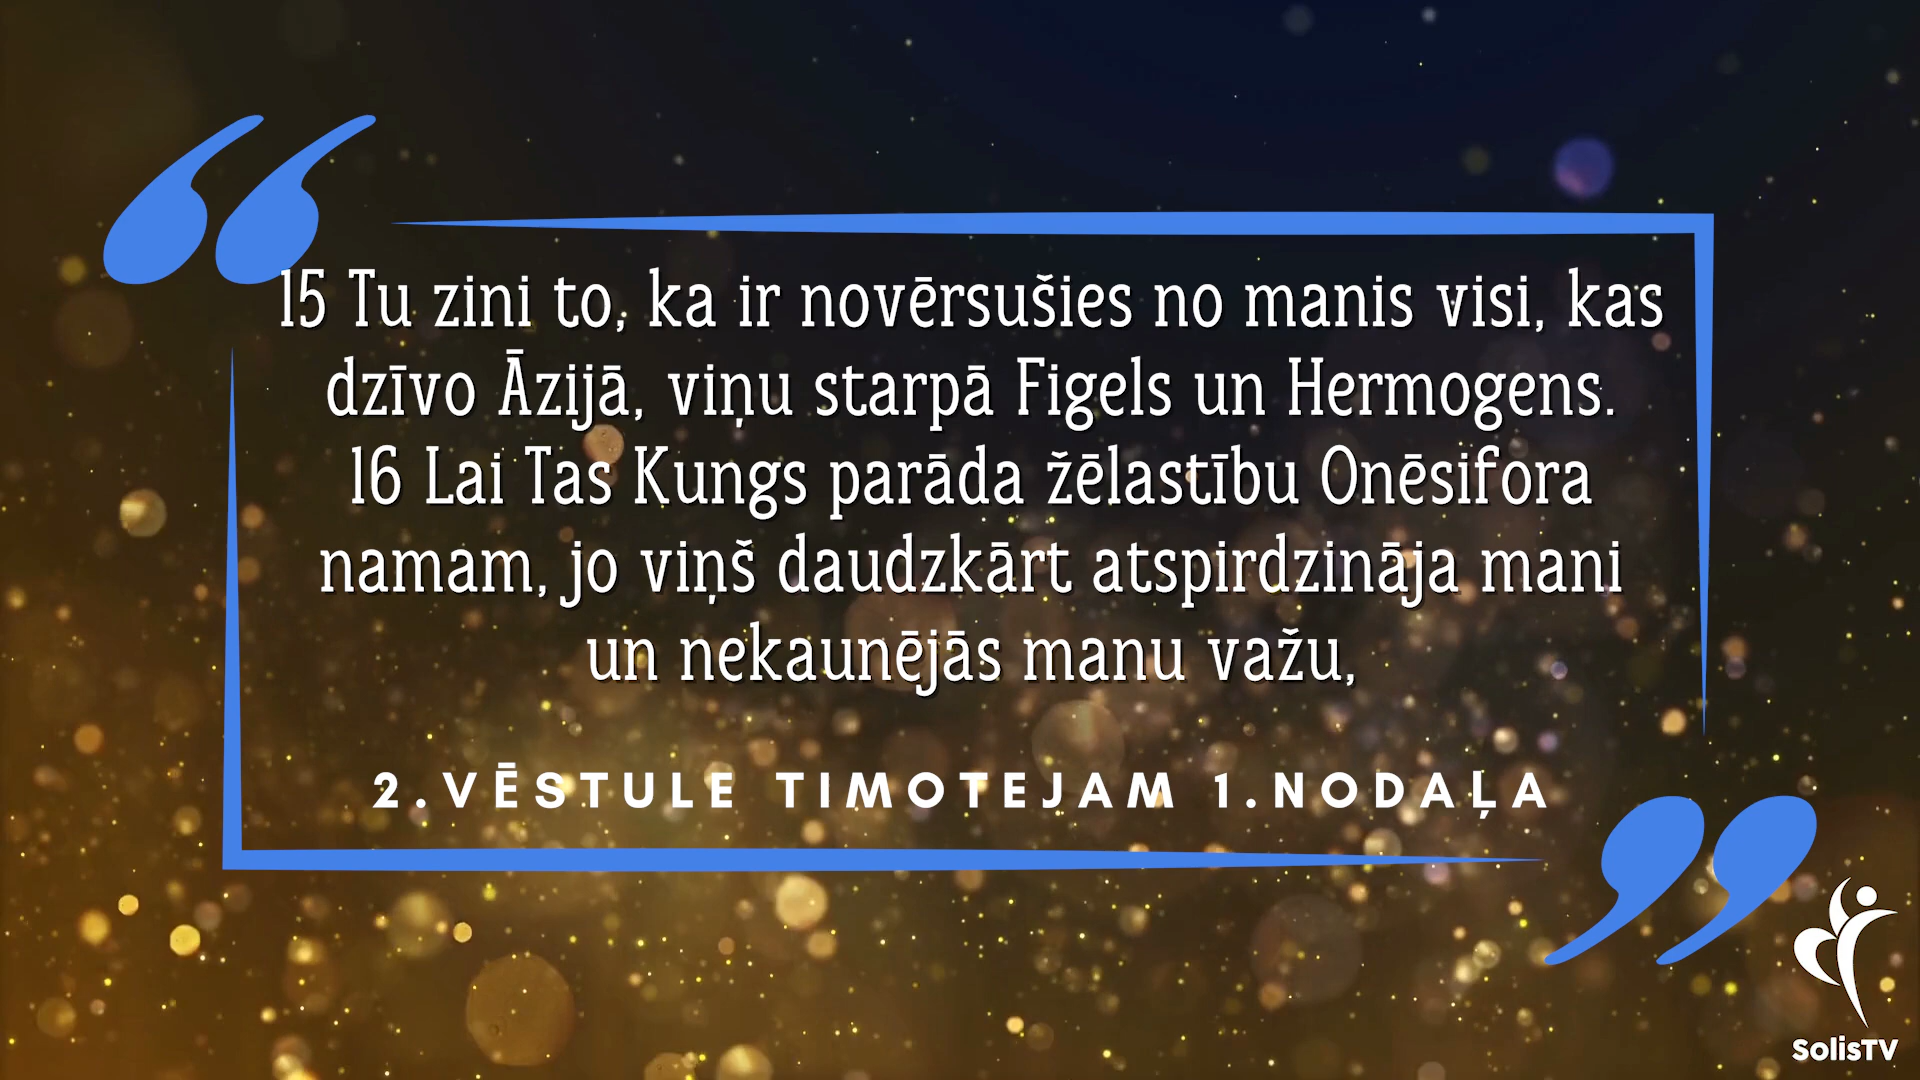 15 Tu zini to, ka ir novērsušies no manis visi, kas
dzīvo Āzijā, viņu starpā Figels un Hermogens.
16 Lai Tas Kungs parāda žēlastību Onēsifora
namam, jo viņš daudzkārt atspirdzināja mani
un nekaunējās manu važu,
2.VĒSTULE TIMOTEJAM 1.NODAĻA
SolisTV